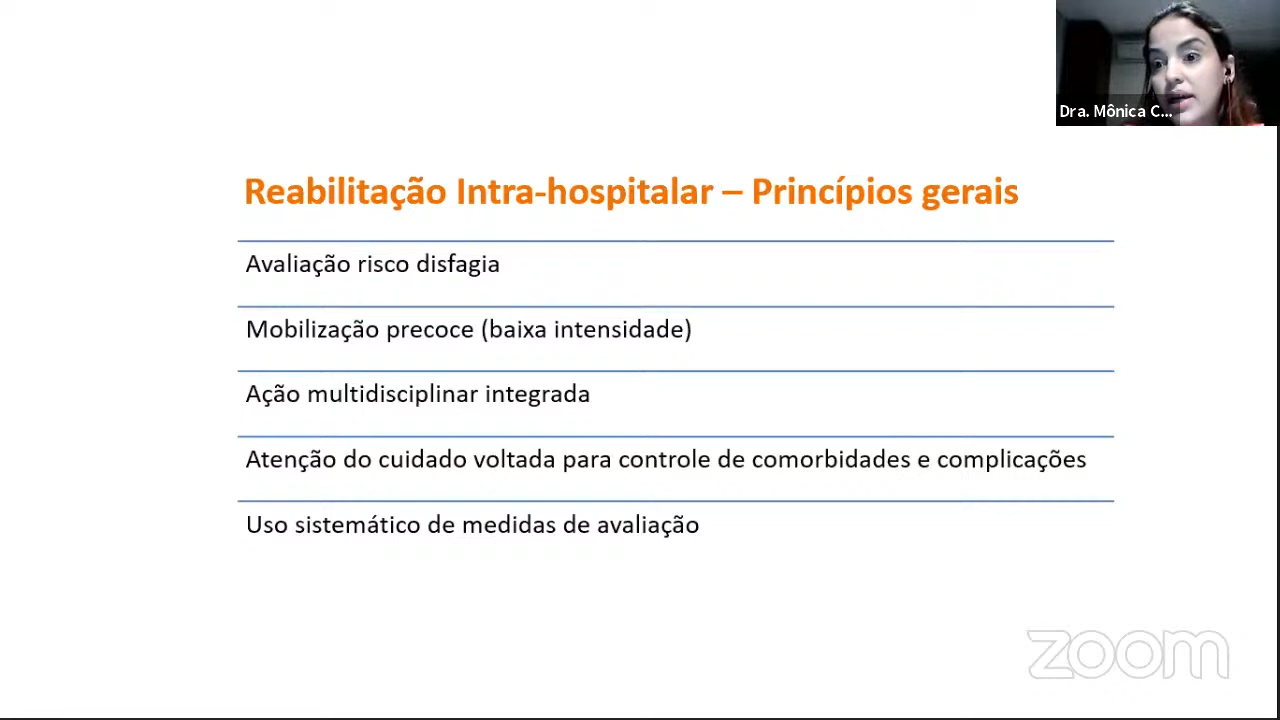 Dra. Mônica C...
Reabilitação Intra-hospitalar – Princípios gerais
Avaliação risco disfagia
Mobilização precoce (baixa intensidade)
Ação multidisciplinar integrada
Atenção do cuidado voltada para controle de comorbidades e complicações
Uso sistemático de medidas de avaliação
zoom